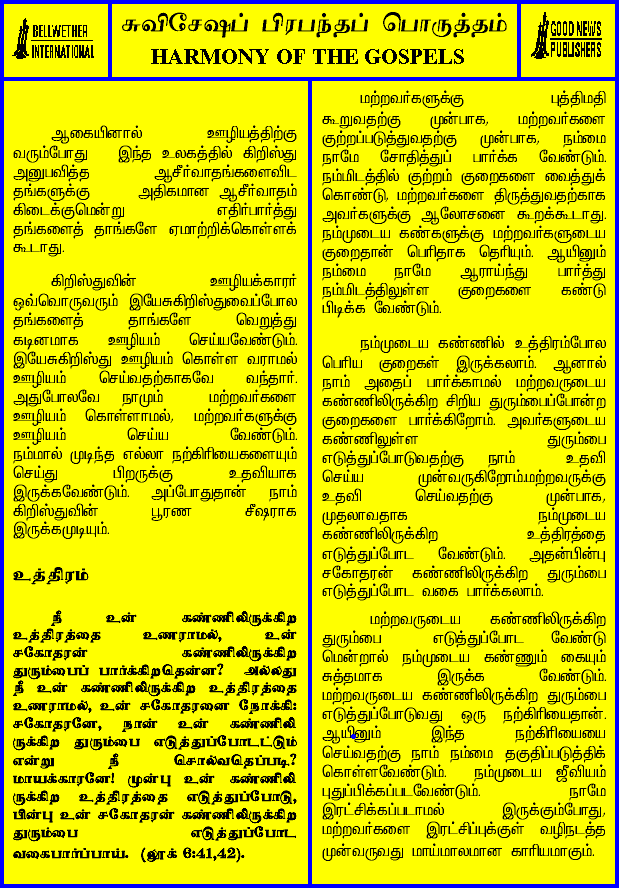 BELLWETHER
INTERNATIONAL
சுவிசேஷப் பிரபந்தப் பொருத்தம்
HARMONY OF THE GOSPELS
GOOD NEWS
PUBLISHERS
ஆகையினால் ஊழியத்திற்கு
வரும்போது இந்த உலகத்தில் கிறிஸ்து
அனுபவித்த ஆசீர்வாதங்களைவிட
தங்களுக்கு அதிகமான ஆசீர்வாதம்
கிடைக்குமென்று எதிர்பார்த்து
தங்களைத் தாங்களே ஏமாற்றிக்கொள்ளக்
கூடாது.
கிறிஸ்துவின் ஊழியக்காரர்
ஒவ்வொருவரும் இயேசுகிறிஸ்துவைப்போல
தங்களைத் தாங்களே வெறுத்து
கடினமாக ஊழியம் செய்யவேண்டும்.
இயேசுகிறிஸ்து ஊழியம் கொள்ள வராமல்
ஊழியம் செய்வதற்காகவே வந்தார்.
அதுபோலவே நாமும் மற்றவர்களை
ஊழியம் கொள்ளாமல், மற்றவர்களுக்கு
ஊழியம் செய்ய வேண்டும்.
நம்மால் முடிந்த எல்லா நற்கிரியைகளையும்
செய்து பிறருக்கு உதவியாக
இருக்கவேண்டும். அப்போதுதான் நாம்
கிறிஸ்துவின் பூரண சீஷராக
இருக்கமுடியும்.
உத்திரம்
நீ உன் கண்ணிலிருக்கிற
உத்திரத்தை உணராமல், உன்
சகோதரன் கண்ணிலிருக்கிற
துரும்பைப் பார்க்கிறதென்ன? அல்லது
நீ உன் கண்ணிலிருக்கிற உத்திரத்தை
உணராமல், உன் சகோதரனை நோக்கி:
சகோதரனே, நான் உன் கண்ணிலி
ருக்கிற துரும்பை எடுத்துப்போடட்டும்
என்று நீ சொல்வதெப்படி?
மாயக்காரனே! முன்பு உன் கண்ணிலி
ருக்கிற உத்திரத்தை எடுத்துப்போடு,
பின்பு உன் சகோதரன் கண்ணிலிருக்கிற
துரும்பை எடுத்துப்போட
வகைபார்ப்பாய். (லூக் 6:41,42).
மற்றவர்களுக்கு புத்திமதி
கூறுவதற்கு முன்பாக, மற்றவர்களை
குற்றப்படுத்துவதற்கு முன்பாக, நம்மை
நாமே சோதித்துப் பார்க்க வேண்டும்.
நம்மிடத்தில் குற்றம் குறைகளை வைத்துக்
கொண்டு, மற்றவர்களை திருத்துவதற்காக
அவர்களுக்கு ஆலோசனை கூறக்கூடாது.
நம்முடைய கண்களுக்கு மற்றவர்களுடைய
குறைதான் பெரிதாக தெரியும். ஆயினும்
நம்மை நாமே ஆராய்ந்து பார்த்து
நம்மிடத்திலுள்ள குறைகளை கண்டு
பிடிக்க வேண்டும்.
நம்முடைய கண்ணில் உத்திரம்போல
பெரிய குறைகள் இருக்கலாம். ஆனால்
நாம் அதைப் பார்க்காமல் மற்றவருடைய
கண்ணிலிருக்கிற சிறிய துரும்பைப்போன்ற
குறைகளை பார்க்கிறோம். அவர்களுடைய
கண்ணிலுள்ள துரும்பை
எடுத்துப்போடுவதற்கு நாம் உதவி
செய்ய முன்வருகிறோம்.மற்றவருக்கு
உதவி செய்வதற்கு முன்பாக,
முதலாவதாக நம்முடைய
கண்ணிலிருக்கிற உத்திரத்தை
எடுத்துப்போட வேண்டும். அதன்பின்பு
சகோதரன் கண்ணிலிருக்கிற துரும்பை
எடுத்துப்போட வகை பார்க்கலாம்.
மற்றவருடைய கண்ணிலிருக்கிற
துரும்பை எடுத்துப்போட வேண்டு
மென்றால் நம்முடைய கண்ணும் கையும்
சுத்தமாக இருக்க வேண்டும்.
மற்றவருடைய கண்ணிலிருக்கிற துரும்பை
எடுத்துப்போடுவது ஒரு நற்கிரியைதான்.
ஆயினும் இந்த நற்கிரியையை
செய்வதற்கு நாம் நம்மை தகுதிப்படுத்திக்
கொள்ளவேண்டும். நம்முடைய ஜீவியம்
புதுப்பிக்கப்படவேண்டும். நாமே
இரட்சிக்கப்படாமல் இருக்கும்போது,
மற்றவர்களை இரட்சிப்புக்குள் வழிநடத்த
முன்வருவது மாய்மாலமான காரியமாகும்.